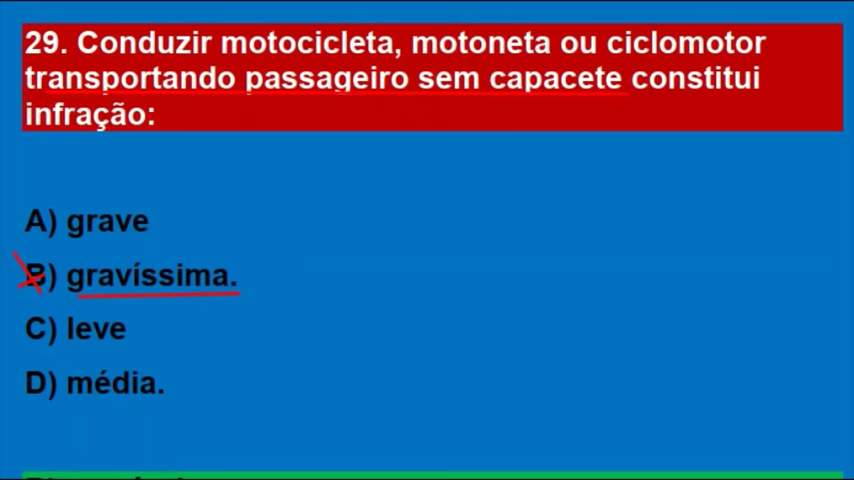 29. Conduzir motocicleta, motoneta ou ciclomotor
transportando passageiro sem capacete constitui
infração:
A) grave
B) gravíssima.
C) leve
D) média.